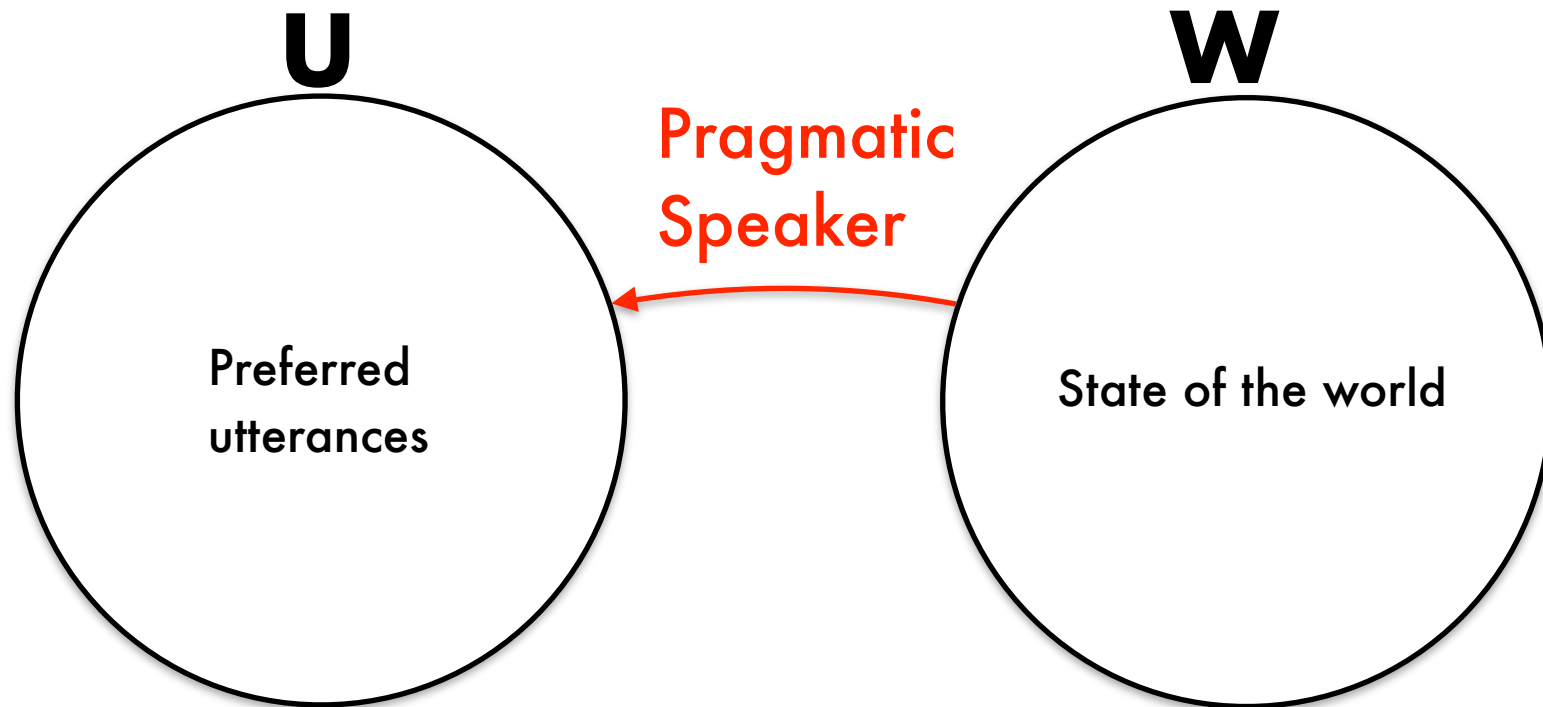 U
W
Pragmatic
Speaker
Preferred
utterances
State of the world